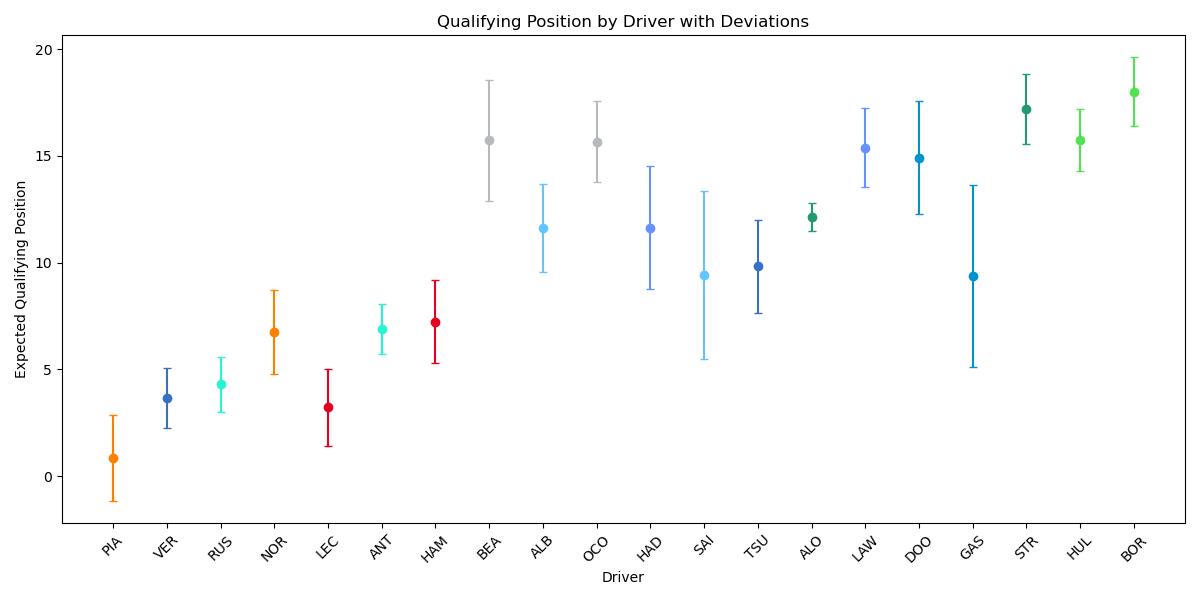 Qualifying Position by Driver with Deviations
Expected Qualifying Position
20
15
10
5
0
PIA
VER
RUS
NOR
LEC
ANT
HAM
BEA
ALB
OCO
HAD
SAI
TSU
ALO
LAW
DOO
GAS
STR
HUL
BOR
Driver